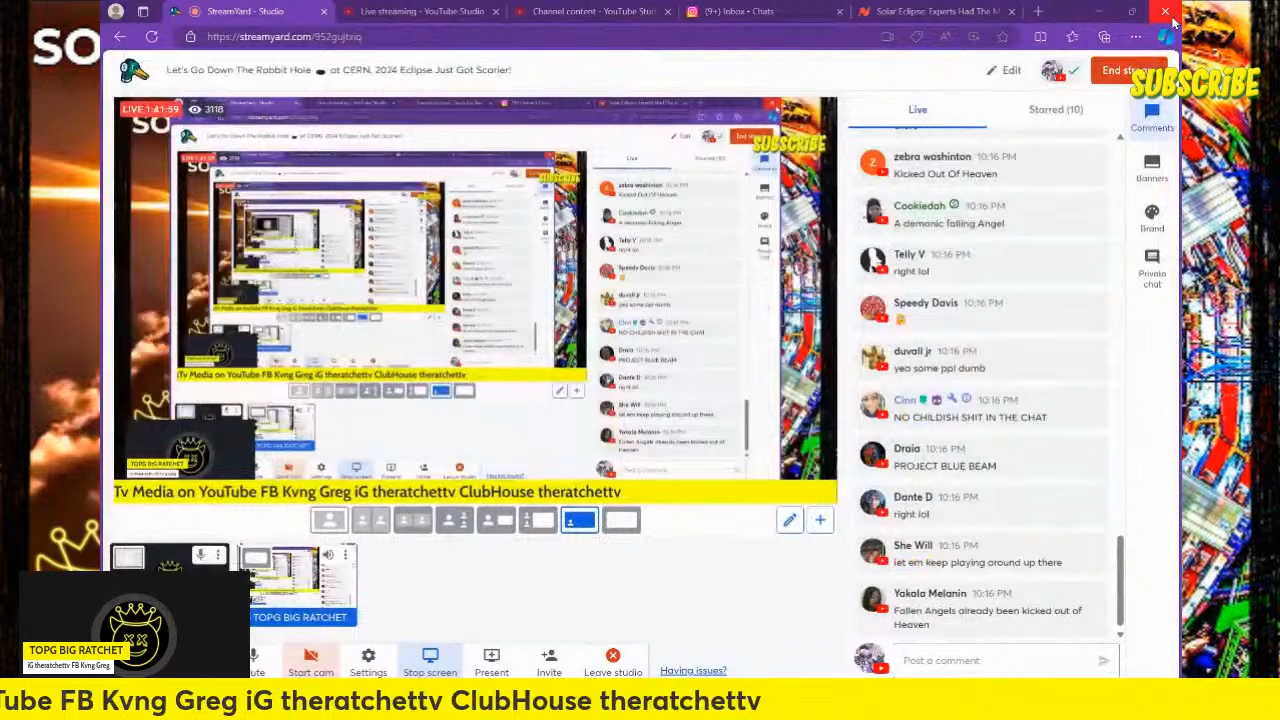 SO
StreamYard - Studio
Live streaming - YouTube Studio
Channel content - YouTube Stu
(9+) Inbox • Chats
Solar Eclipse: Experts Had The M
https://streamyard.com/952gujtxiq
Let's Go Down The Rabbit Hole at CERN. 2024 Eclipse Just Got Scarier!
Edit
End stream
SUBSCRIBE
LIVE 1:41:59 3118
Live
Starred (10)
Comments
Banners
Brand
Private chat
zebra washinton 10:16 PM
Kicked Out Of Heaven
Cookiedah 10:16 PM
A demonic falling Angel
Telly V 10:16 PM
right lol
Speedy Davis 10:16 PM
duvall jr 10:16 PM
yea some ppl dumb
Cinn 10:16 PM
NO CHILDISH SHIT IN THE CHAT
Draia 10:16 PM
PROJECT BLUE BEAM
Dante D 10:16 PM
right lol
She Will 10:16 PM
let em keep playing around up there
Yakala Melanin 10:16 PM
Fallen Angels already been kicked out of
Heaven
Post a comment
Tv Media on YouTube FB Kvng Greg iG theratchettv ClubHouse theratchettv
TOPG BIG RATCHET
Start cam
Settings
Stop screen
Present
Invite
Leave studio
Having issues?
TOPG BIG RATCHET
iG theratchettv FB Kvng Greg
Tube FB Kvng Greg iG theratchettv ClubHouse theratchettv